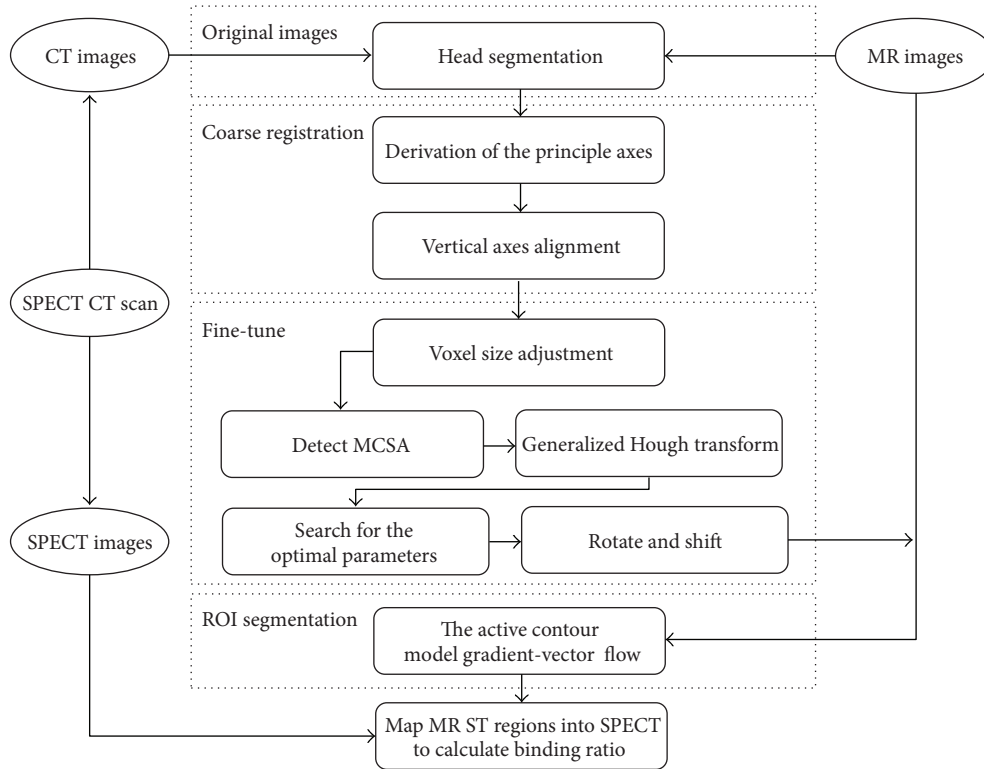 CT images
Original images
Head segmentation
MR images
Coarse registration
Derivation of the principle axes
Vertical axes alignment
SPECT CT scan
Fine-tune
Voxel size adjustment
Detect MCSA
Generalized Hough transform
SPECT images
Search for the
optimal parameters
Rotate and shift
ROI segmentation
The active contour
model gradient-vector flow
Map MR ST regions into SPECT
to calculate binding ratio